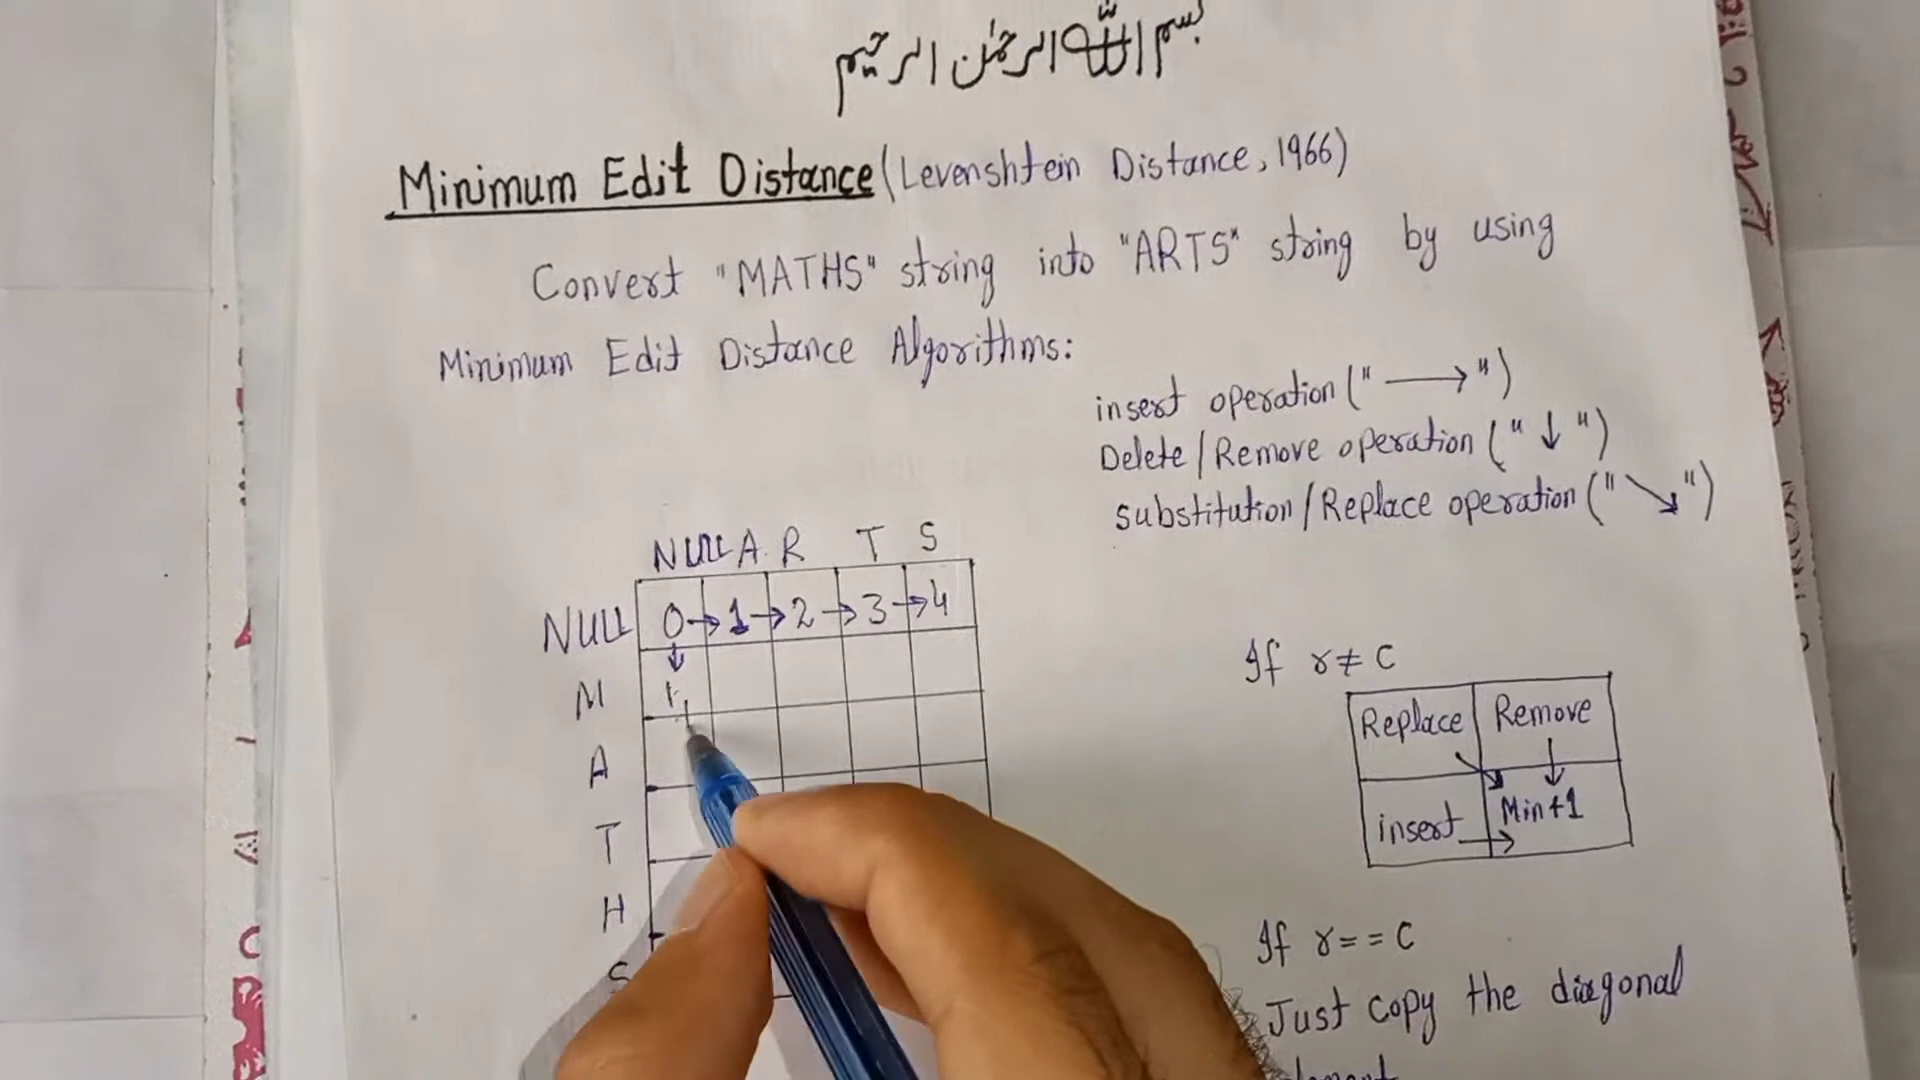 بسم الله الرحمٰن الرحیم
Minimum Edit Distance (Levenshtein Distance, 1966)
Convert "MATHS" string into "ARTS" string by using
Minimum Edit Distance Algorithms:
insert operation (" → ")
Delete/Remove operation (" ↓ ")
substitution/Replace operation (" ↘ ")
NULL A R T S
NULL 0 → 1 → 2 → 3 → 4
↓
M 1
A
T
H
S
If r ≠ C
Replace Remove
insert → Min+1
If r == C
Just copy the diagonal